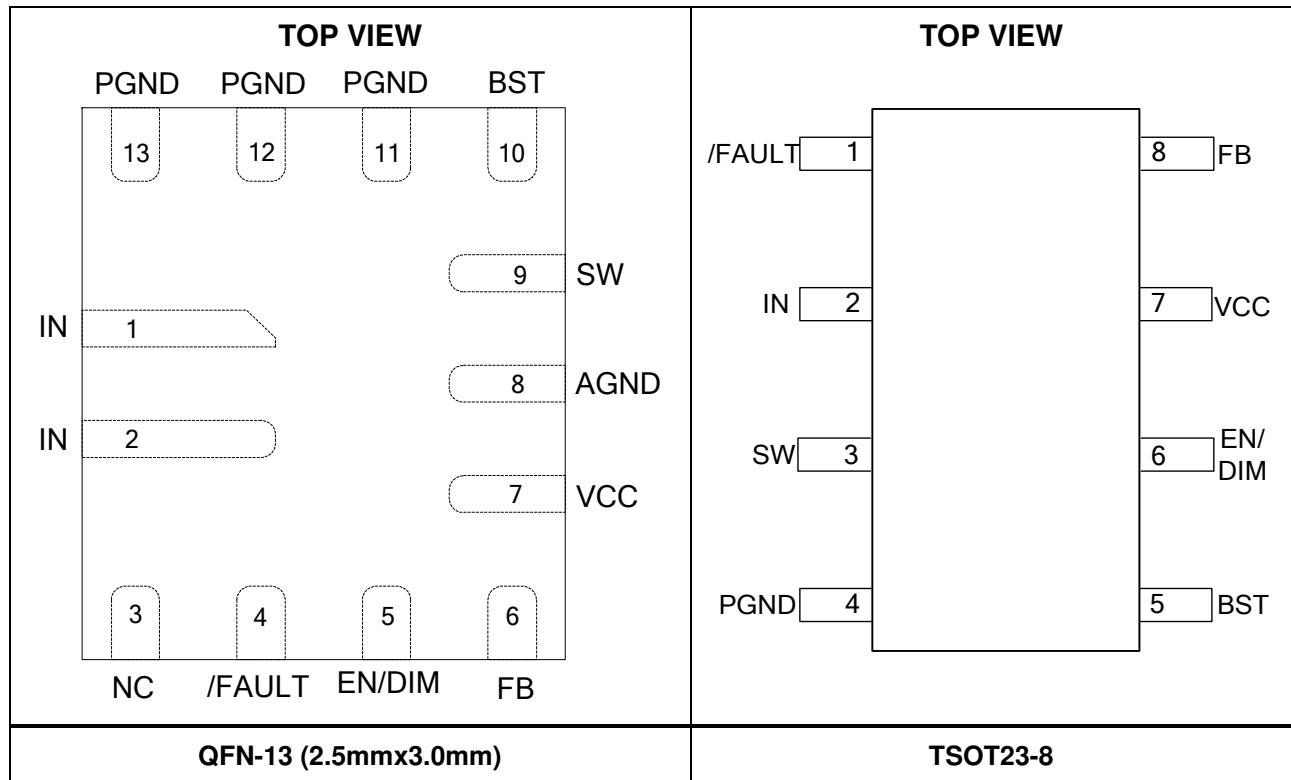 TOP VIEW
PGND PGND PGND BST
13 12 11 10
9 SW
IN 1
8 AGND
IN 2
7 VCC
3 4 5 6
NC /FAULT EN/DIM FB
QFN-13 (2.5mmx3.0mm)
TOP VIEW
/FAULT 1 8 FB
IN 2 7 VCC
SW 3 6 EN/
DIM
PGND 4 5 BST
TSOT23-8